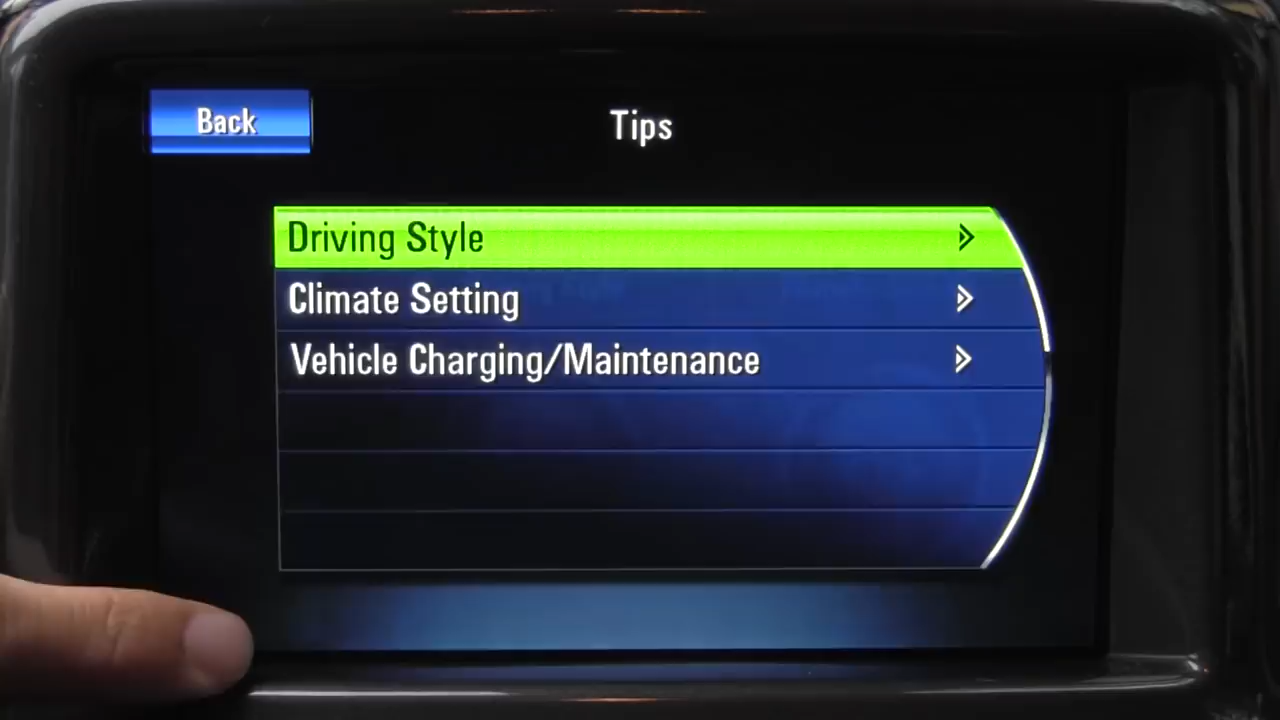 Back
Tips
Driving Style
Climate Setting
Vehicle Charging/Maintenance